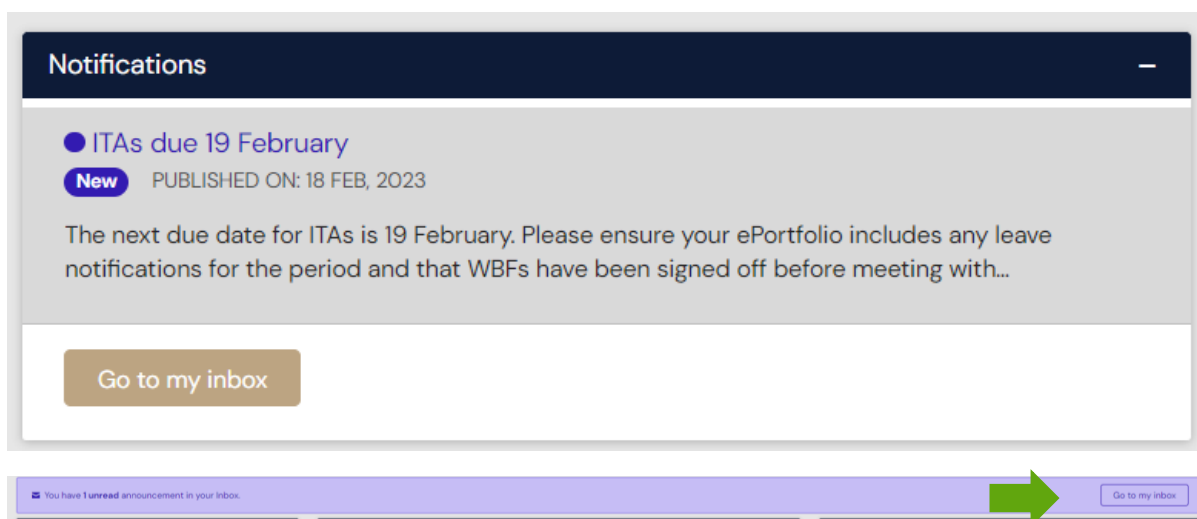 Notifications
ITAs due 19 February
New PUBLISHED ON: 18 FEB, 2023
The next due date for ITAs is 19 February. Please ensure your ePortfolio includes any leave
notifications for the period and that WBFs have been signed off before meeting with...
Go to my inbox
You have 1 unread announcement in your Inbox.
Go to my inbox